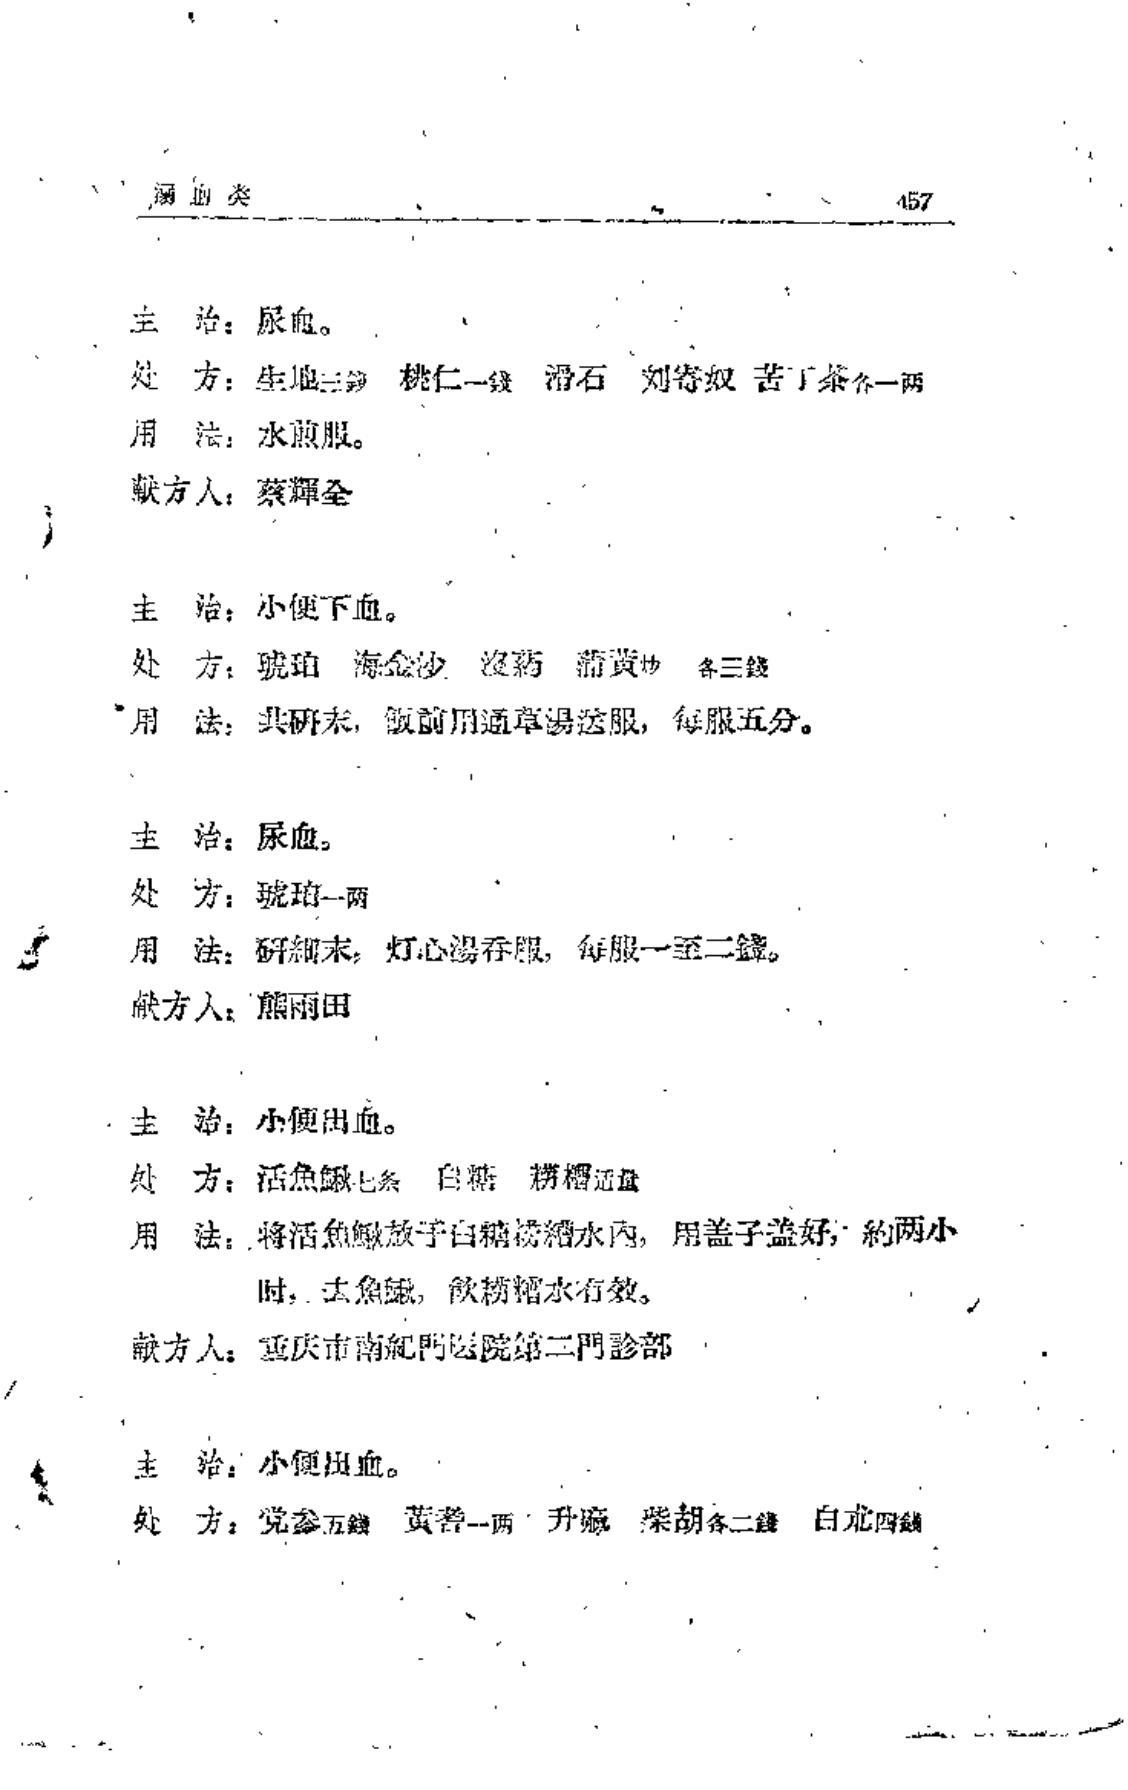 溺血类 457
主 治：尿血。
处 方：生地三錢 桃仁一錢 滑石 刘寄奴 苦丁茶各一两
用 法：水煎服。
献方人：蔡輝全
主 治：小便下血。
处 方：琥珀 海金沙 没药 蒲黄炒 各三錢
用 法：共研末，飯前用通草湯送服，每服五分。
主 治：尿血。
处 方：琥珀一两
用 法：研細末，灯心湯吞服，每服一至二錢。
献方人：熊雨田
主 治：小便出血。
处 方：活魚鰍七条 白糖 榜糟适量
用 法：将活魚鰍放于白糖榜糟水内，用盖子盖好，約两小
时，去魚鰍，飲榜糟水有效。
献方人：重庆市南紀門医院第二門診部
主 治：小便出血。
处 方：党参五錢 黄耆一两 升麻 柴胡各二錢 白朮四錢